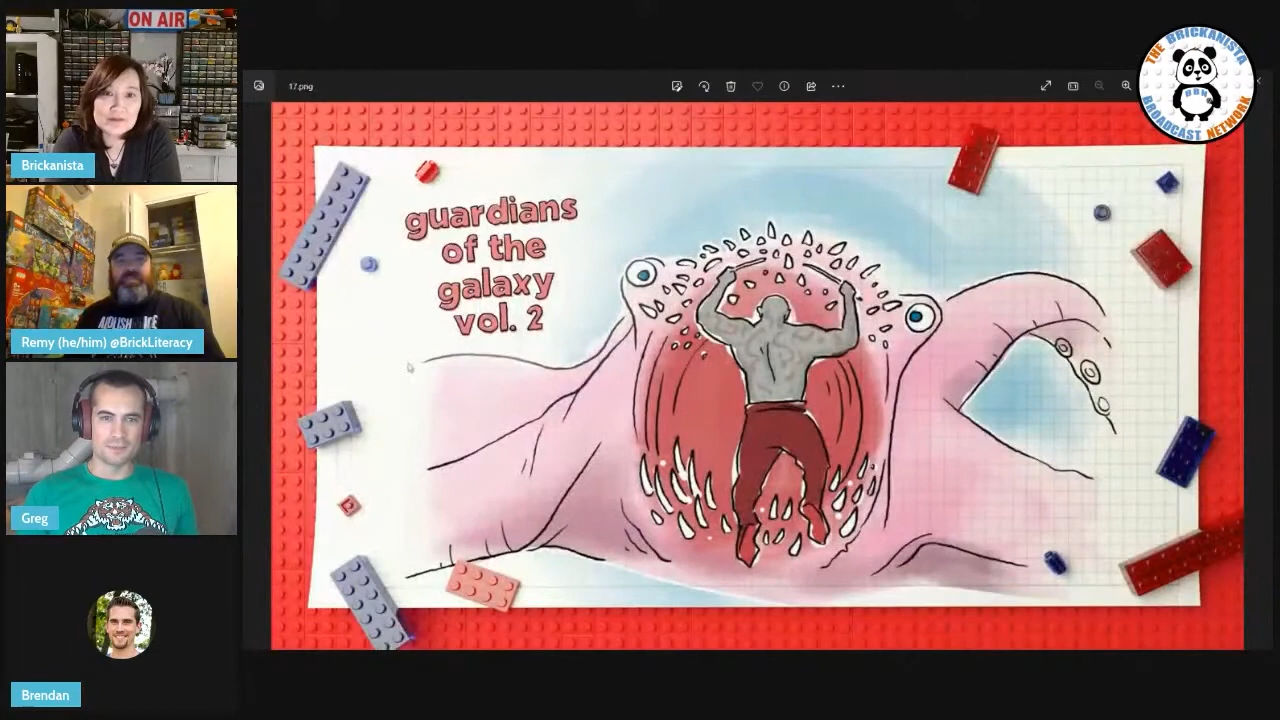 ON AIR
Brickanista
Remy (he/him) @BrickLiteracy
Greg
Brendan
17.png
guardians
of the
galaxy
vol. 2
THE BRICKANISTA
BROADCAST NETWORK
BBN